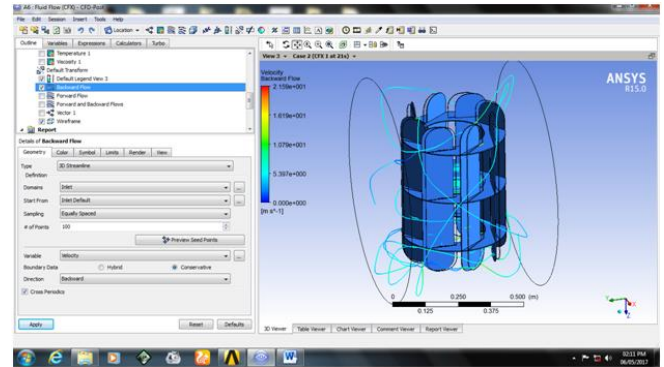 A6 : Fluid Flow (CFX) - CFD-Post
File Edit Session Insert Tools Help
Location
Outline Variables Expressions Calculators Turbo
Temperature 1
Viscosity 1
Default Transform
Default Legend View 3
Backward Flow
Forward Flow
Forward and Backward Flows
Vector 1
Wireframe
Report
Details of Backward Flow
Geometry Color Symbol Limits Render View
Type 3D Streamline
Definition
Domains Inlet
Start From Inlet Default
Sampling Equally Spaced
# of Points 100
Preview Seed Points
Variable Velocity
Boundary Data Hybrid Conservative
Direction Backward
Cross Periodics
Apply Reset Defaults
View 3 Case 2 (CFX 1 at 21s)
Velocity
Backward Flow
2.159e+001
1.619e+001
1.079e+001
5.397e+000
0.000e+000
[m s^-1]
ANSYS
R15.0
0 0.250 0.500 (m)
0.125 0.375
3D Viewer Table Viewer Chart Viewer Comment Viewer Report Viewer
02:11 PM
06/05/2017